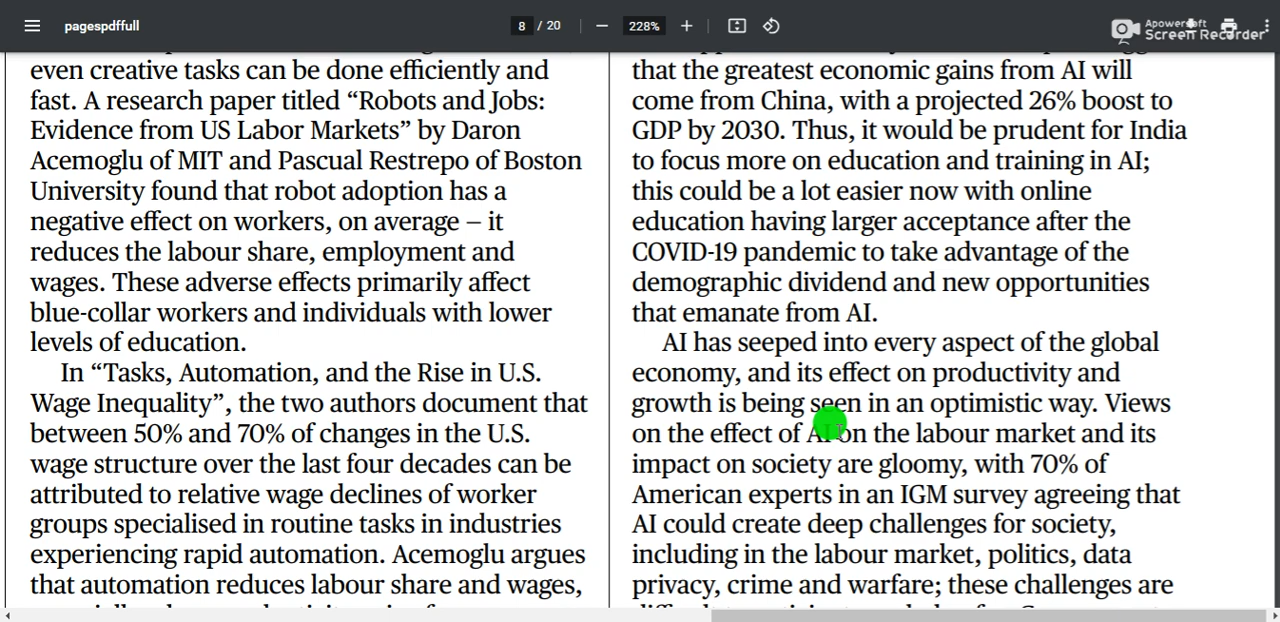 pagespdffull
8 / 20
228%
Apowersoft
Screen Recorder
even creative tasks can be done efficiently and
fast. A research paper titled “Robots and Jobs:
Evidence from US Labor Markets” by Daron
Acemoglu of MIT and Pascual Restrepo of Boston
University found that robot adoption has a
negative effect on workers, on average – it
reduces the labour share, employment and
wages. These adverse effects primarily affect
blue-collar workers and individuals with lower
levels of education.
In “Tasks, Automation, and the Rise in U.S.
Wage Inequality”, the two authors document that
between 50% and 70% of changes in the U.S.
wage structure over the last four decades can be
attributed to relative wage declines of worker
groups specialised in routine tasks in industries
experiencing rapid automation. Acemoglu argues
that automation reduces labour share and wages,
that the greatest economic gains from AI will
come from China, with a projected 26% boost to
GDP by 2030. Thus, it would be prudent for India
to focus more on education and training in AI;
this could be a lot easier now with online
education having larger acceptance after the
COVID-19 pandemic to take advantage of the
demographic dividend and new opportunities
that emanate from AI.
AI has seeped into every aspect of the global
economy, and its effect on productivity and
growth is being seen in an optimistic way. Views
on the effect of AI on the labour market and its
impact on society are gloomy, with 70% of
American experts in an IGM survey agreeing that
AI could create deep challenges for society,
including in the labour market, politics, data
privacy, crime and warfare; these challenges are